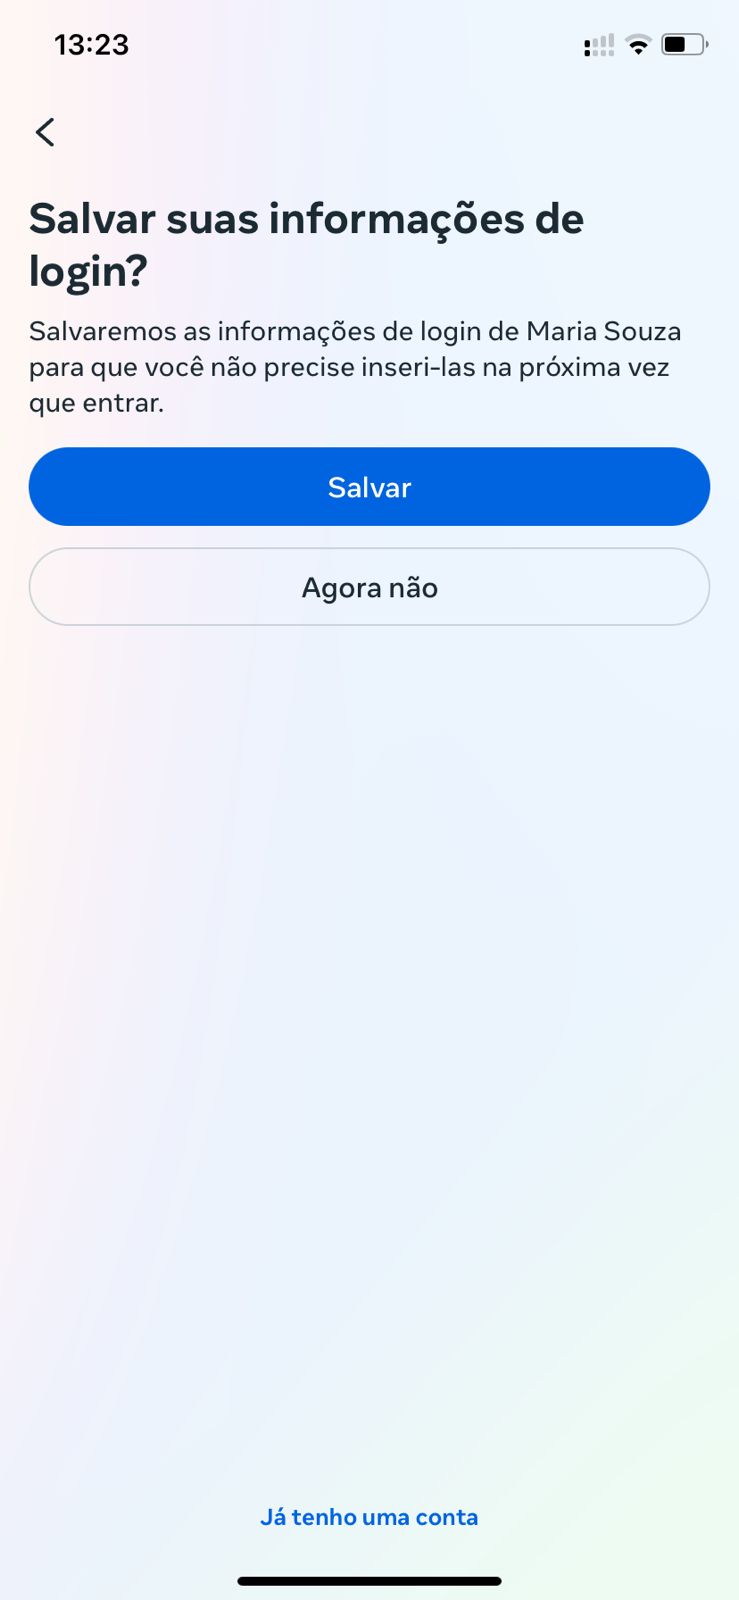 13:23
Salvar suas informações de
login?
Salvaremos as informações de login de Maria Souza
para que você não precise inseri-las na próxima vez
que entrar.
Salvar
Agora não
Já tenho uma conta